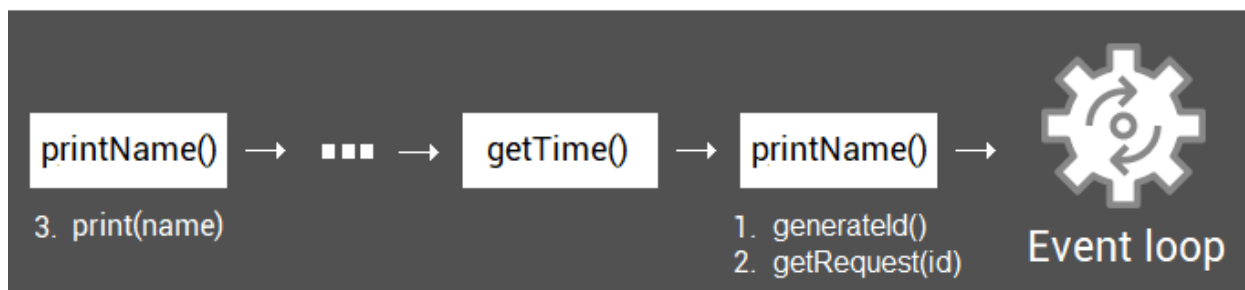 printName()
getTime()
printName()
3. print(name)
1. generateId()
2. getRequest(id)
Event loop